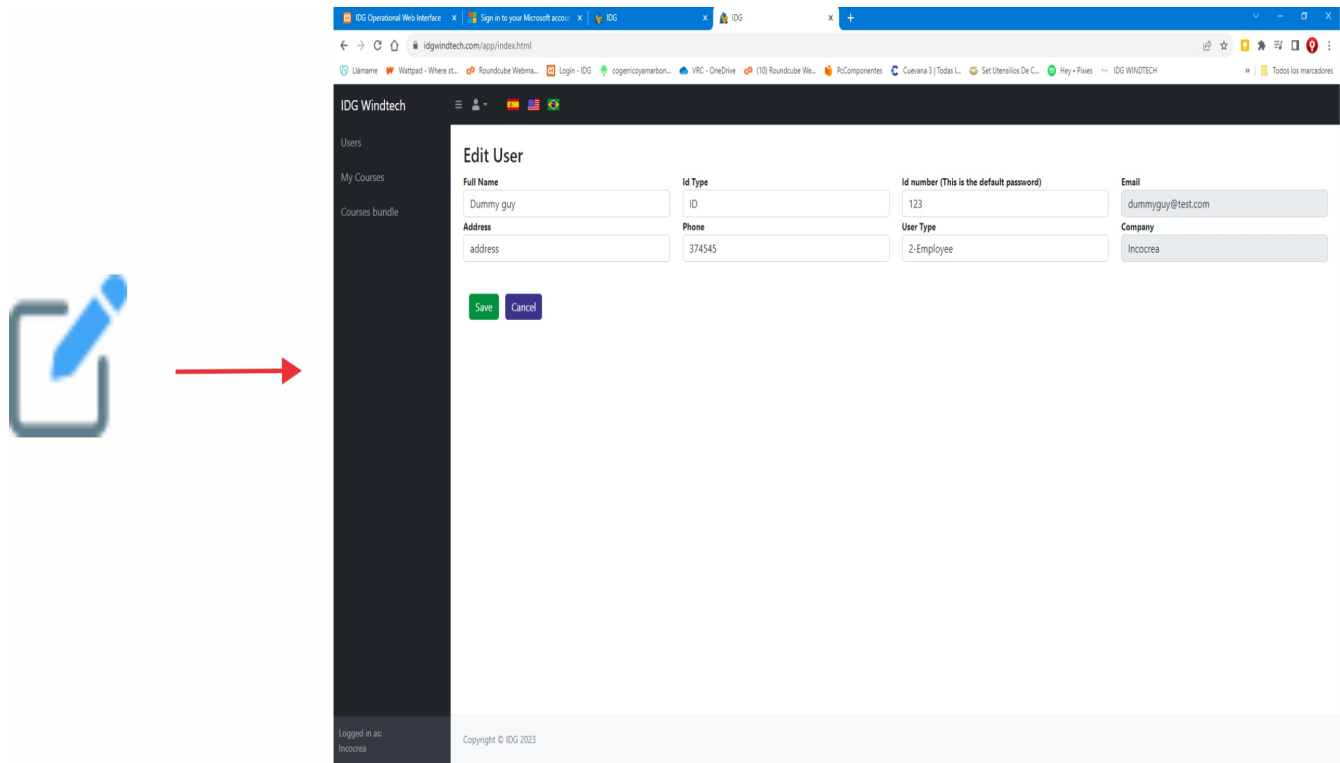 IDG Operational Web Interface
Sign in to your Microsoft accou
IDG
IDG
idgwindtech.com/app/index.html
Llámame
Wattpad - Where st...
Roundcube Webma...
Login - IDG
cogerricoyamarbon...
VRC - OneDrive
(10) Roundcube We...
PcComponentes
Cuevana 3 | Todas l...
Set Utensilios De C...
Hey • Pixies
IDG WINDTECH
Todos los marcadores
IDG Windtech
Users
My Courses
Courses bundle
Edit User
Full Name Id Type Id number (This is the default password) Email
Dummy guy ID 123 dummyguy@test.com
Address Phone User Type Company
address 374545 2-Employee Incocrea
Save Cancel
Logged in as:
Incocrea
Copyright © IDG 2023